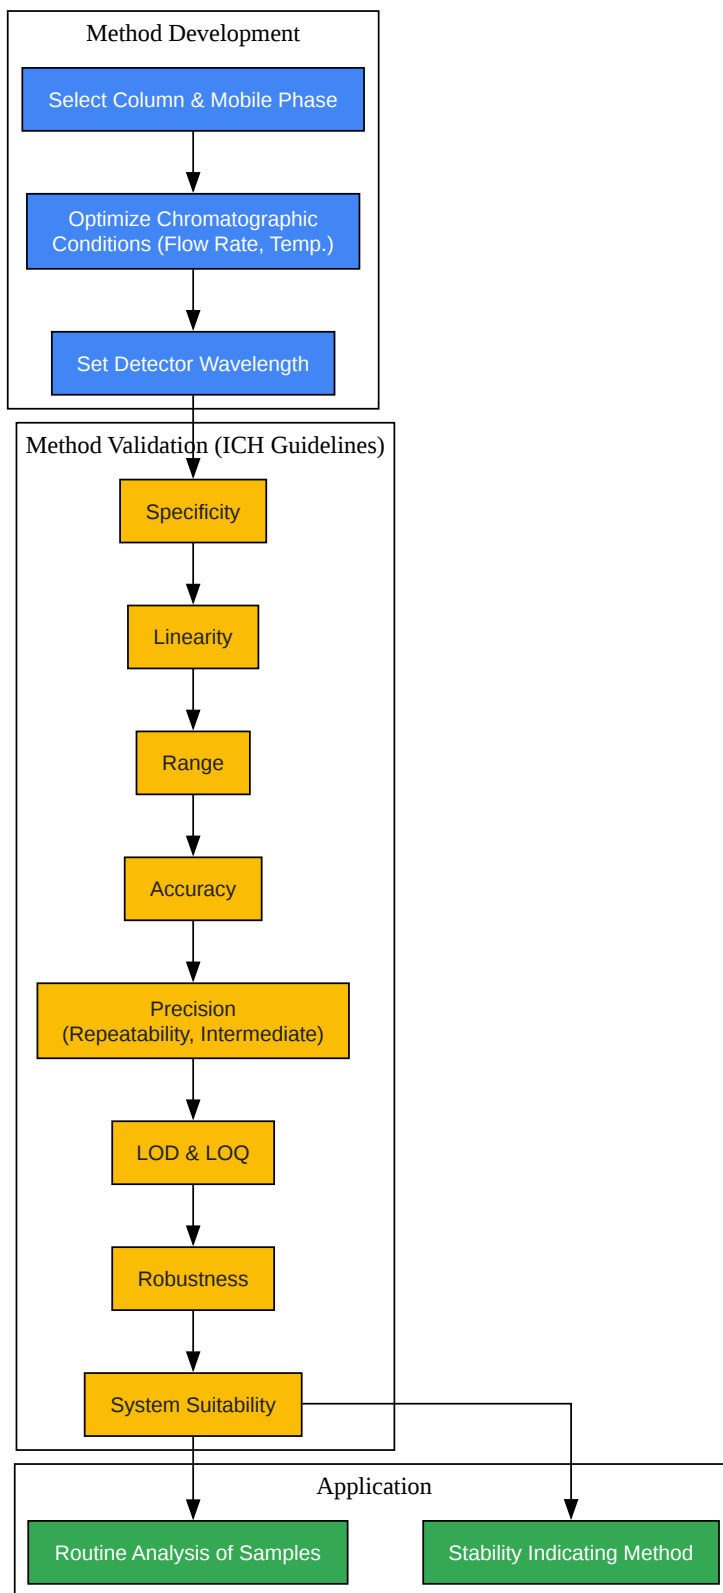 Method Development
Select Column & Mobile Phase
Optimize Chromatographic
Conditions (Flow Rate, Temp.)
Set Detector Wavelength
Method Validation (ICH Guidelines)
Specificity
Linearity
Range
Accuracy
Precision
(Repeatability, Intermediate)
LOD & LOQ
Robustness
System Suitability
Application
Routine Analysis of Samples
Stability Indicating Method